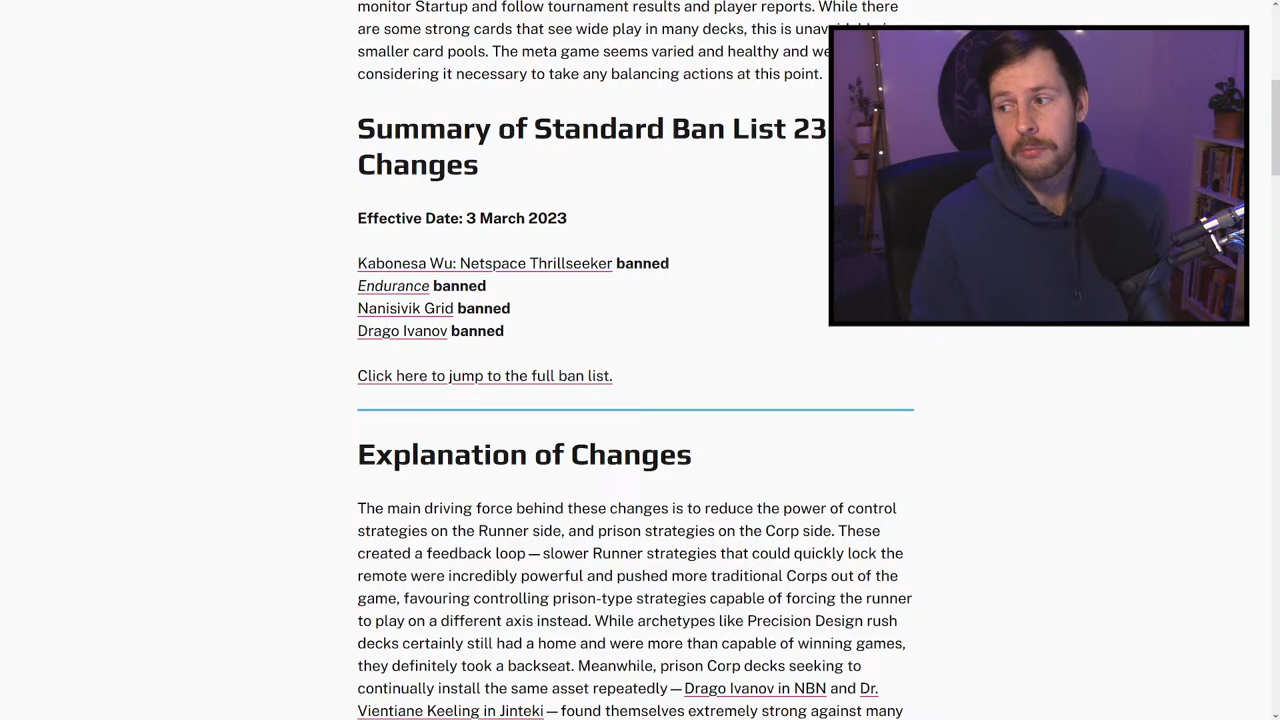 monitor Startup and follow tournament results and player reports. While there
are some strong cards that see wide play in many decks, this is
smaller card pools. The meta game seems varied and healthy and
considering it necessary to take any balancing actions at this point.
Summary of Standard Ban List 23
Changes
Effective Date: 3 March 2023
Kabonesa Wu: Netspace Thrillseeker banned
Endurance banned
Nanisivik Grid banned
Drago Ivanov banned
Click here to jump to the full ban list.
Explanation of Changes
The main driving force behind these changes is to reduce the power of control
strategies on the Runner side, and prison strategies on the Corp side. These
created a feedback loop—slower Runner strategies that could quickly lock the
remote were incredibly powerful and pushed more traditional Corps out of the
game, favouring controlling prison-type strategies capable of forcing the runner
to play on a different axis instead. While archetypes like Precision Design rush
decks certainly still had a home and were more than capable of winning games,
they definitely took a backseat. Meanwhile, prison Corp decks seeking to
continually install the same asset repeatedly—Drago Ivanov in NBN and Dr.
Vientiane Keeling in Jinteki—found themselves extremely strong against many